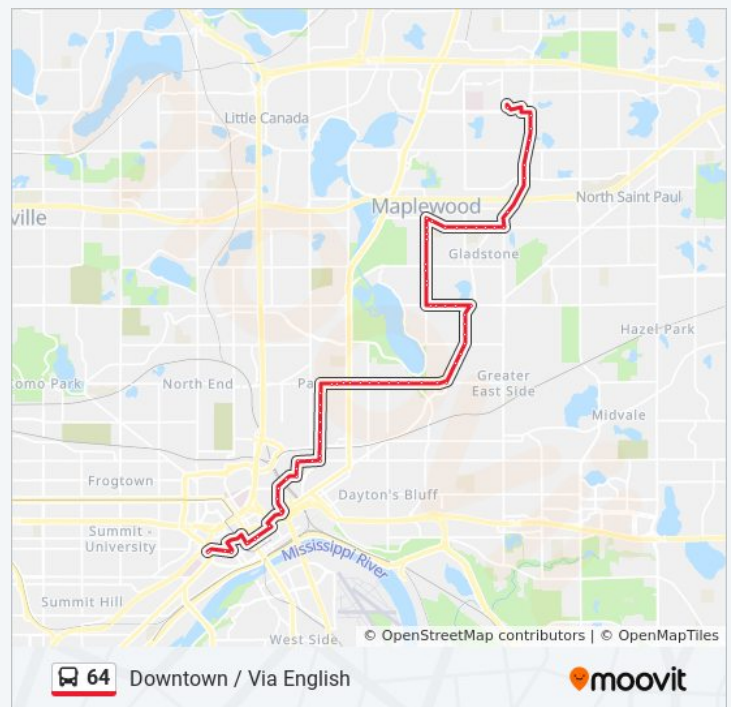 Little Canada
ville
Maplewood
North Saint Paul
Gladstone
Hazel Park
omo Park
North End
Pa
Greater
East Side
Midvale
Frogtown
Dayton's Bluff
Summit -
University
Mississippi River
Summit Hill
West Side
© OpenStreetMap contributors | © OpenMapTiles
64
Downtown / Via English
moovit